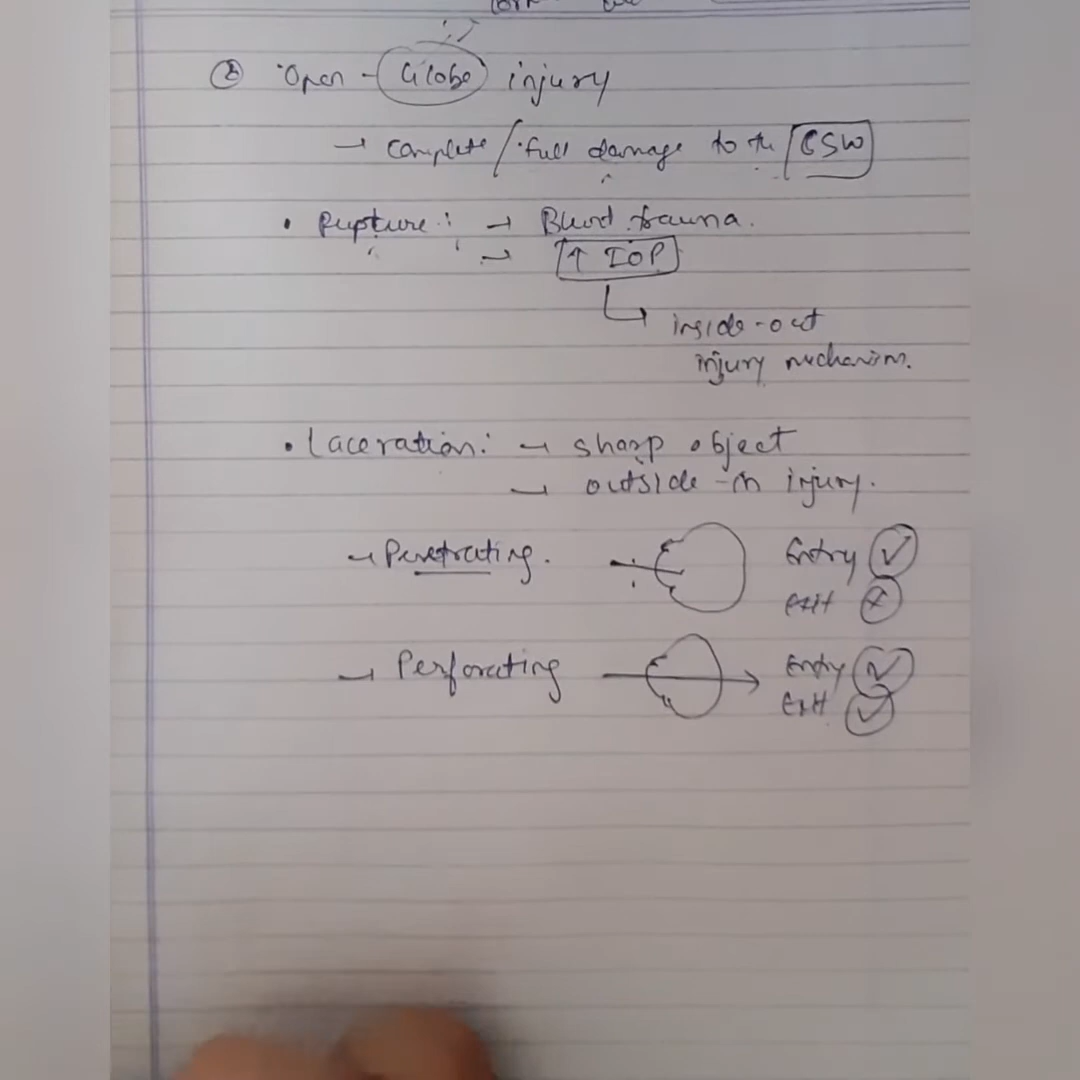 ② Open - Globe injury
→ Complete / full damage to the CSW
• Rupture : → Blunt trauma.
→ ↑ IOP
inside-out
injury mechanism.
• Laceration : → sharp object
→ outside-in injury.
→ Penetrating. Entry ✓
exit ×
→ Perforating Entry ✓
Exit ✓